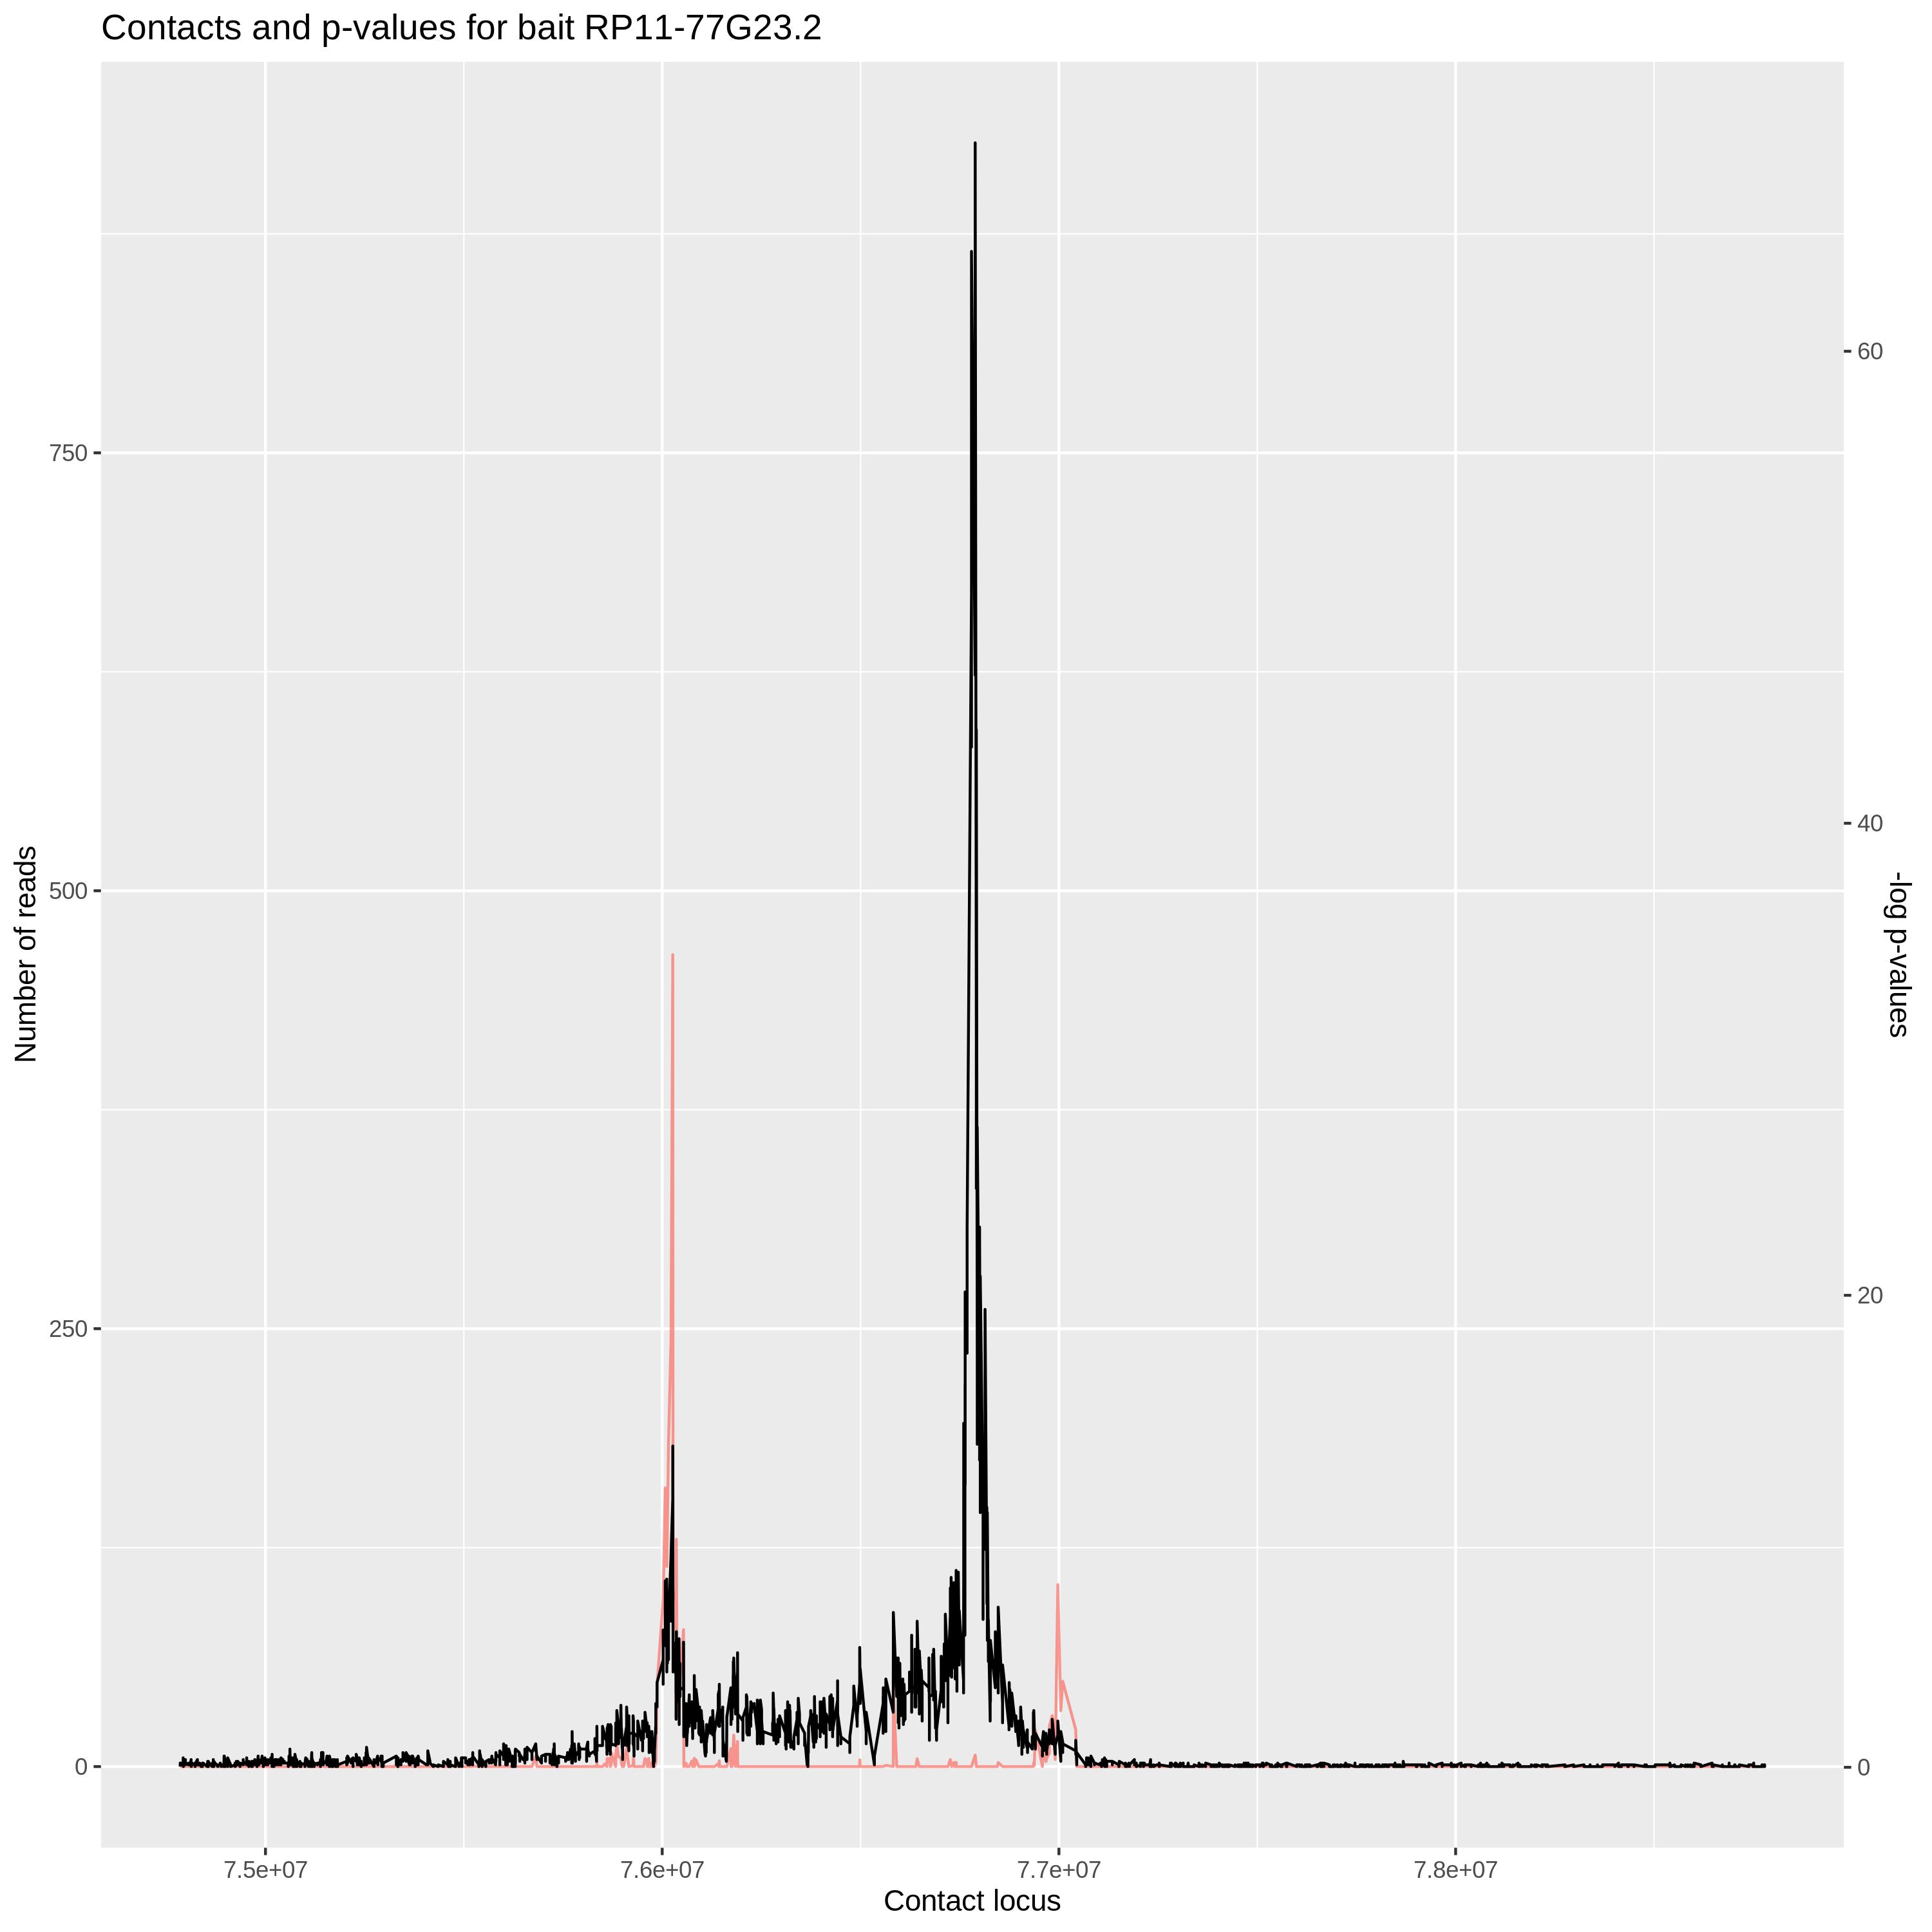 Contacts and p-values for bait RP11-77G23.2
750
500
250
0
60
40
20
0
Number of reads
-log p-values
7.5e+07
7.6e+07
7.7e+07
7.8e+07
Contact locus